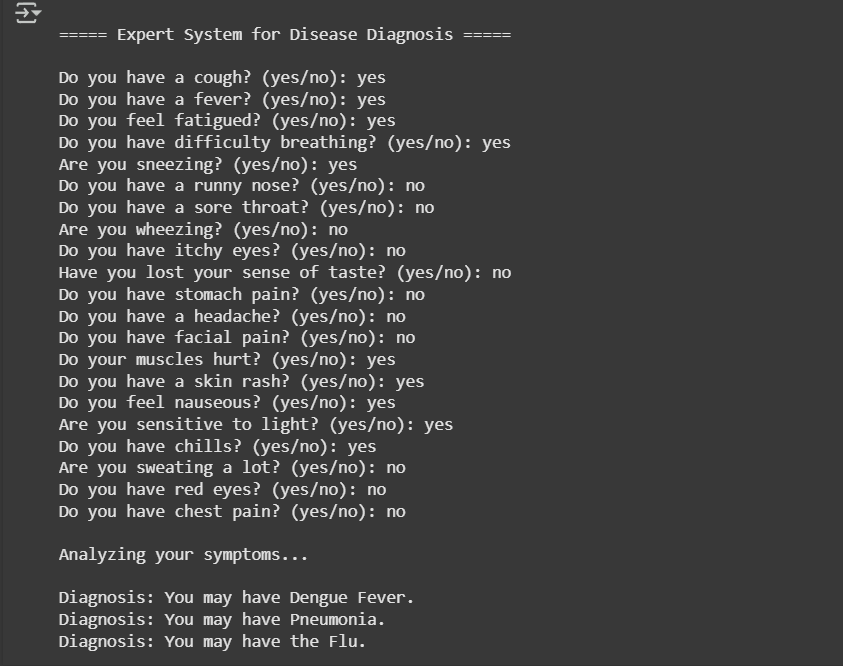 ===== Expert System for Disease Diagnosis =====
Do you have a cough? (yes/no): yes
Do you have a fever? (yes/no): yes
Do you feel fatigued? (yes/no): yes
Do you have difficulty breathing? (yes/no): yes
Are you sneezing? (yes/no): yes
Do you have a runny nose? (yes/no): no
Do you have a sore throat? (yes/no): no
Are you wheezing? (yes/no): no
Do you have itchy eyes? (yes/no): no
Have you lost your sense of taste? (yes/no): no
Do you have stomach pain? (yes/no): no
Do you have a headache? (yes/no): no
Do you have facial pain? (yes/no): no
Do your muscles hurt? (yes/no): yes
Do you have a skin rash? (yes/no): yes
Do you feel nauseous? (yes/no): yes
Are you sensitive to light? (yes/no): yes
Do you have chills? (yes/no): yes
Are you sweating a lot? (yes/no): no
Do you have red eyes? (yes/no): no
Do you have chest pain? (yes/no): no
Analyzing your symptoms...
Diagnosis: You may have Dengue Fever.
Diagnosis: You may have Pneumonia.
Diagnosis: You may have the Flu.